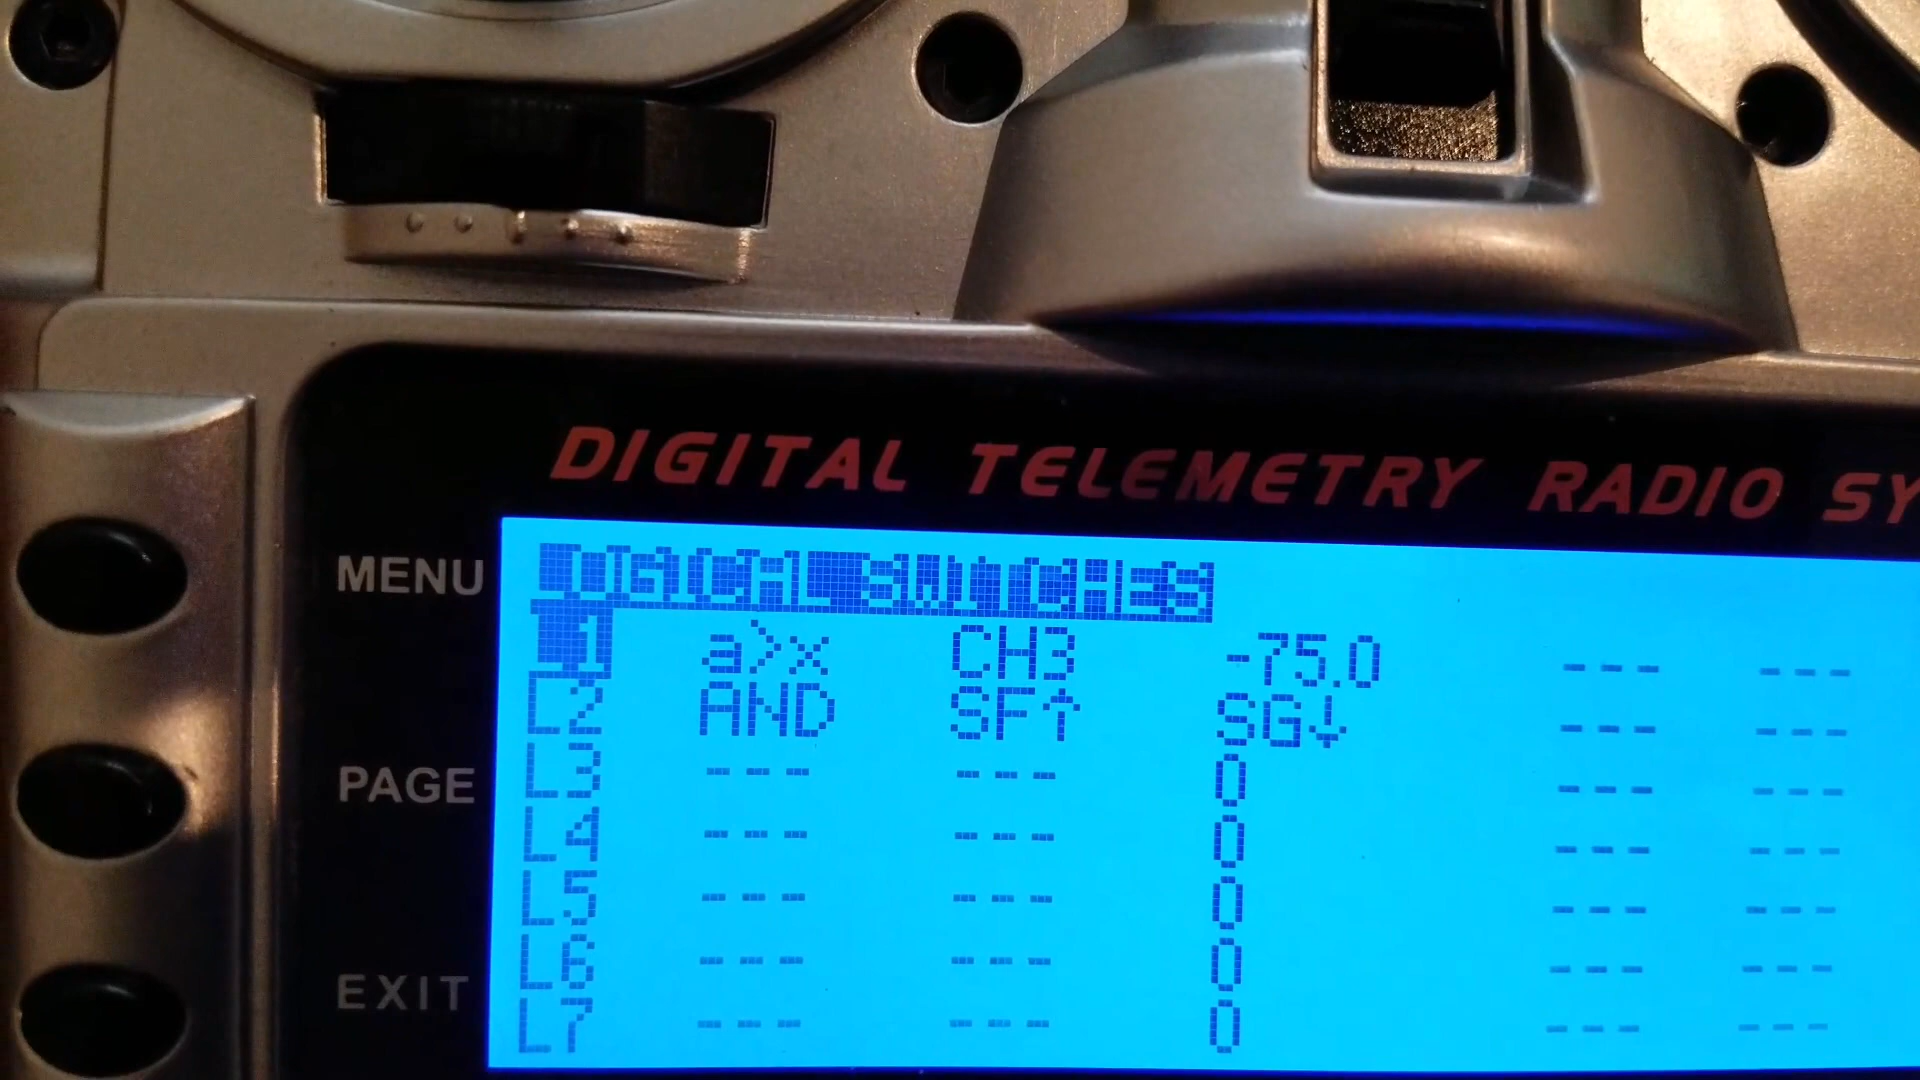 DIGITAL TELEMETRY RADIO SY
MENU
PAGE
EXIT
LOGICAL SWITCHES
L1 a>x CH3 -75.0 --- ---
L2 AND SF↑ SG↓ --- ---
L3 --- --- 0 --- ---
L4 --- --- 0 --- ---
L5 --- --- 0 --- ---
L6 --- --- 0 --- ---
L7 --- --- 0 --- ---